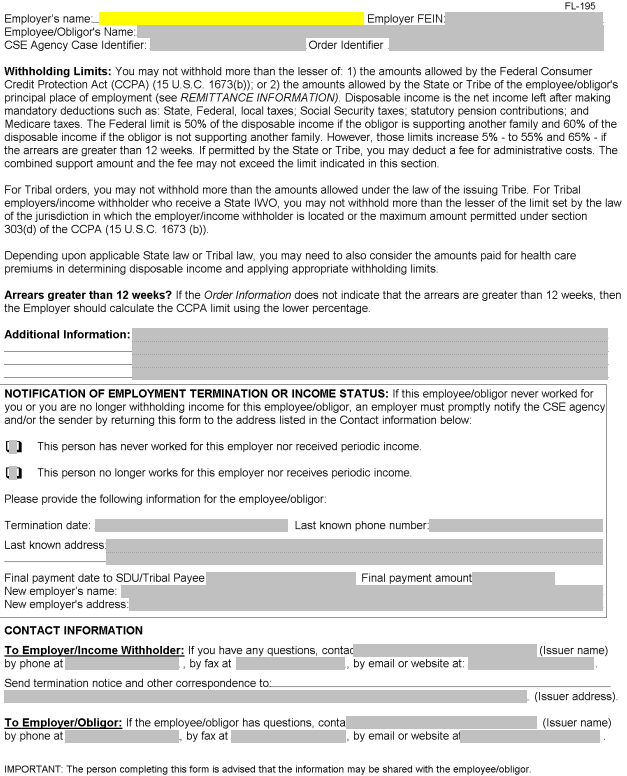 FL-195
Employer's name: Employer FEIN:
Employee/Obligor's Name:
CSE Agency Case Identifier: Order Identifier
Withholding Limits: You may not withhold more than the lesser of: 1) the amounts allowed by the Federal Consumer
Credit Protection Act (CCPA) (15 U.S.C. 1673(b)); or 2) the amounts allowed by the State or Tribe of the employee/obligor's
principal place of employment (see REMITTANCE INFORMATION). Disposable income is the net income left after making
mandatory deductions such as: State, Federal, local taxes; Social Security taxes; statutory pension contributions; and
Medicare taxes. The Federal limit is 50% of the disposable income if the obligor is supporting another family and 60% of the
disposable income if the obligor is not supporting another family. However, those limits increase 5% - to 55% and 65% - if
the arrears are greater than 12 weeks. If permitted by the State or Tribe, you may deduct a fee for administrative costs. The
combined support amount and the fee may not exceed the limit indicated in this section.
For Tribal orders, you may not withhold more than the amounts allowed under the law of the issuing Tribe. For Tribal
employers/income withholder who receive a State IWO, you may not withhold more than the lesser of the limit set by the law
of the jurisdiction in which the employer/income withholder is located or the maximum amount permitted under section
303(d) of the CCPA (15 U.S.C. 1673 (b)).
Depending upon applicable State law or Tribal law, you may need to also consider the amounts paid for health care
premiums in determining disposable income and applying appropriate withholding limits.
Arrears greater than 12 weeks? If the Order Information does not indicate that the arrears are greater than 12 weeks, then
the Employer should calculate the CCPA limit using the lower percentage.
Additional Information:
NOTIFICATION OF EMPLOYMENT TERMINATION OR INCOME STATUS: If this employee/obligor never worked for
you or you are no longer withholding income for this employee/obligor, an employer must promptly notify the CSE agency
and/or the sender by returning this form to the address listed in the Contact information below:
This person has never worked for this employer nor received periodic income.
This person no longer works for this employer nor receives periodic income.
Please provide the following information for the employee/obligor:
Termination date: Last known phone number:
Last known address:
Final payment date to SDU/Tribal Payee Final payment amount
New employer's name:
New employer's address:
CONTACT INFORMATION
To Employer/Income Withholder: If you have any questions, contac (Issuer name)
by phone at , by fax at , by email or website at: .
Send termination notice and other correspondence to:
. (Issuer address).
To Employer/Obligor: If the employee/obligor has questions, conta (Issuer name)
by phone at , by fax at , by email or website at .
IMPORTANT: The person completing this form is advised that the information may be shared with the employee/obligor.